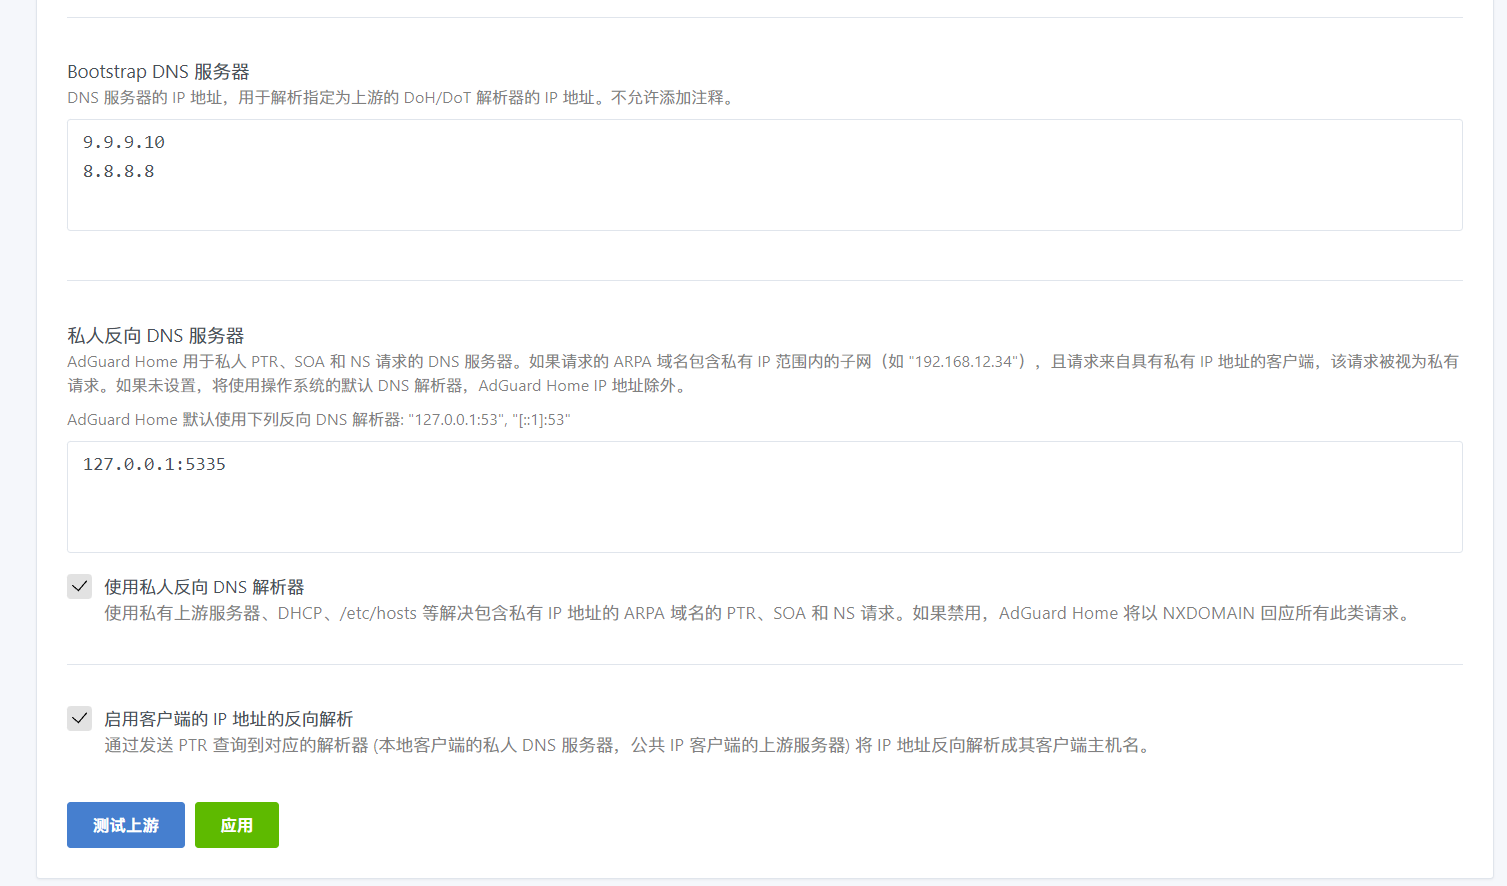 Bootstrap DNS 服务器
DNS 服务器的 IP 地址，用于解析指定为上游的 DoH/DoT 解析器的 IP 地址。不允许添加注释。
9.9.9.10
8.8.8.8
私人反向 DNS 服务器
AdGuard Home 用于私人 PTR、SOA 和 NS 请求的 DNS 服务器。如果请求的 ARPA 域名包含私有 IP 范围内的子网（如 "192.168.12.34"），且请求来自具有私有 IP 地址的客户端，该请求被视为私有
请求。如果未设置，将使用操作系统的默认 DNS 解析器，AdGuard Home IP 地址除外。
AdGuard Home 默认使用下列反向 DNS 解析器: "127.0.0.1:53", "[::1]:53"
127.0.0.1:5335
使用私人反向 DNS 解析器
使用私有上游服务器、DHCP、/etc/hosts 等解决包含私有 IP 地址的 ARPA 域名的 PTR、SOA 和 NS 请求。如果禁用，AdGuard Home 将以 NXDOMAIN 回应所有此类请求。
启用客户端的 IP 地址的反向解析
通过发送 PTR 查询到对应的解析器 (本地客户端的私人 DNS 服务器，公共 IP 客户端的上游服务器) 将 IP 地址反向解析成其客户端主机名。
测试上游 应用